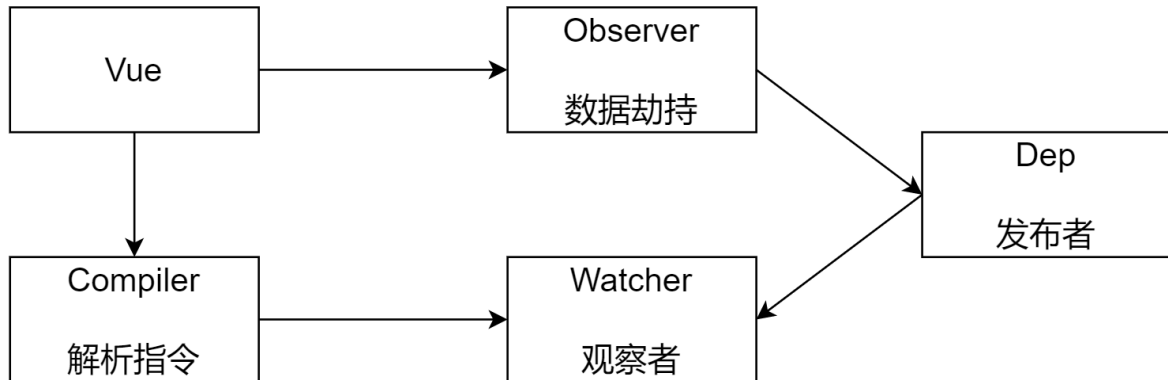 Vue
Observer
数据劫持
Dep
发布者
Compiler
解析指令
Watcher
观察者